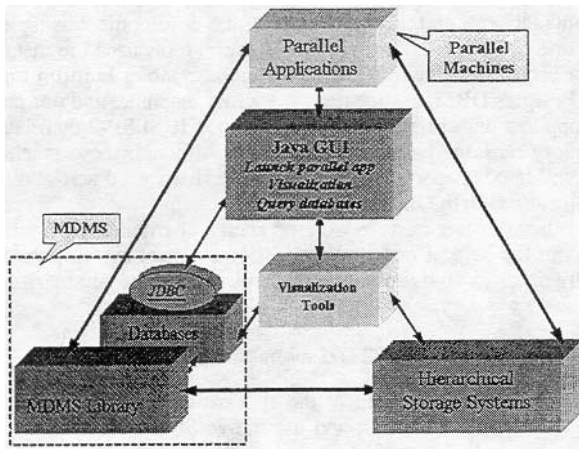 Parallel
Applications
Parallel
Machines
Java GUI
Launch parallel app
Visualization
Query databases
MDMS
JDBC
Databases
Visualization
Tools
MDMS Library
Hierarchical
Storage Systems